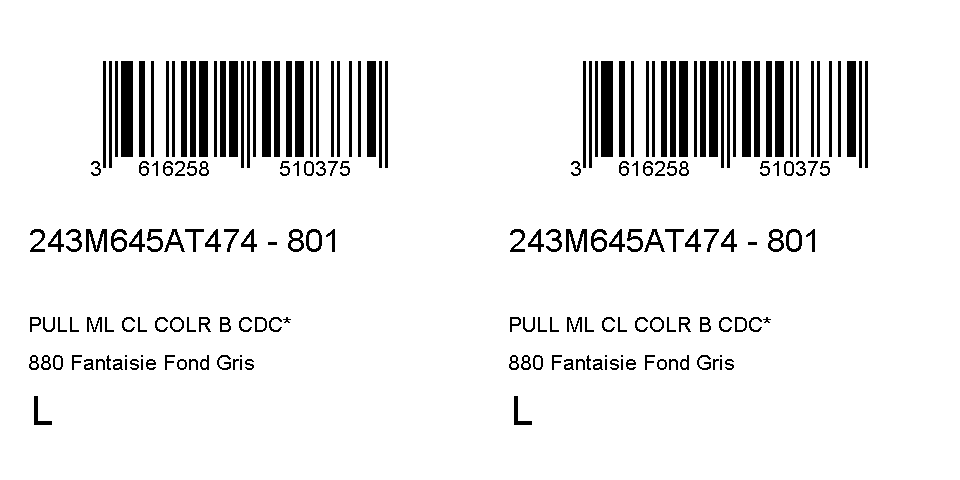 3 616258 510375
243M645AT474 - 801
PULL ML CL COLR B CDC*
880 Fantaisie Fond Gris
L
3 616258 510375
243M645AT474 - 801
PULL ML CL COLR B CDC*
880 Fantaisie Fond Gris
L